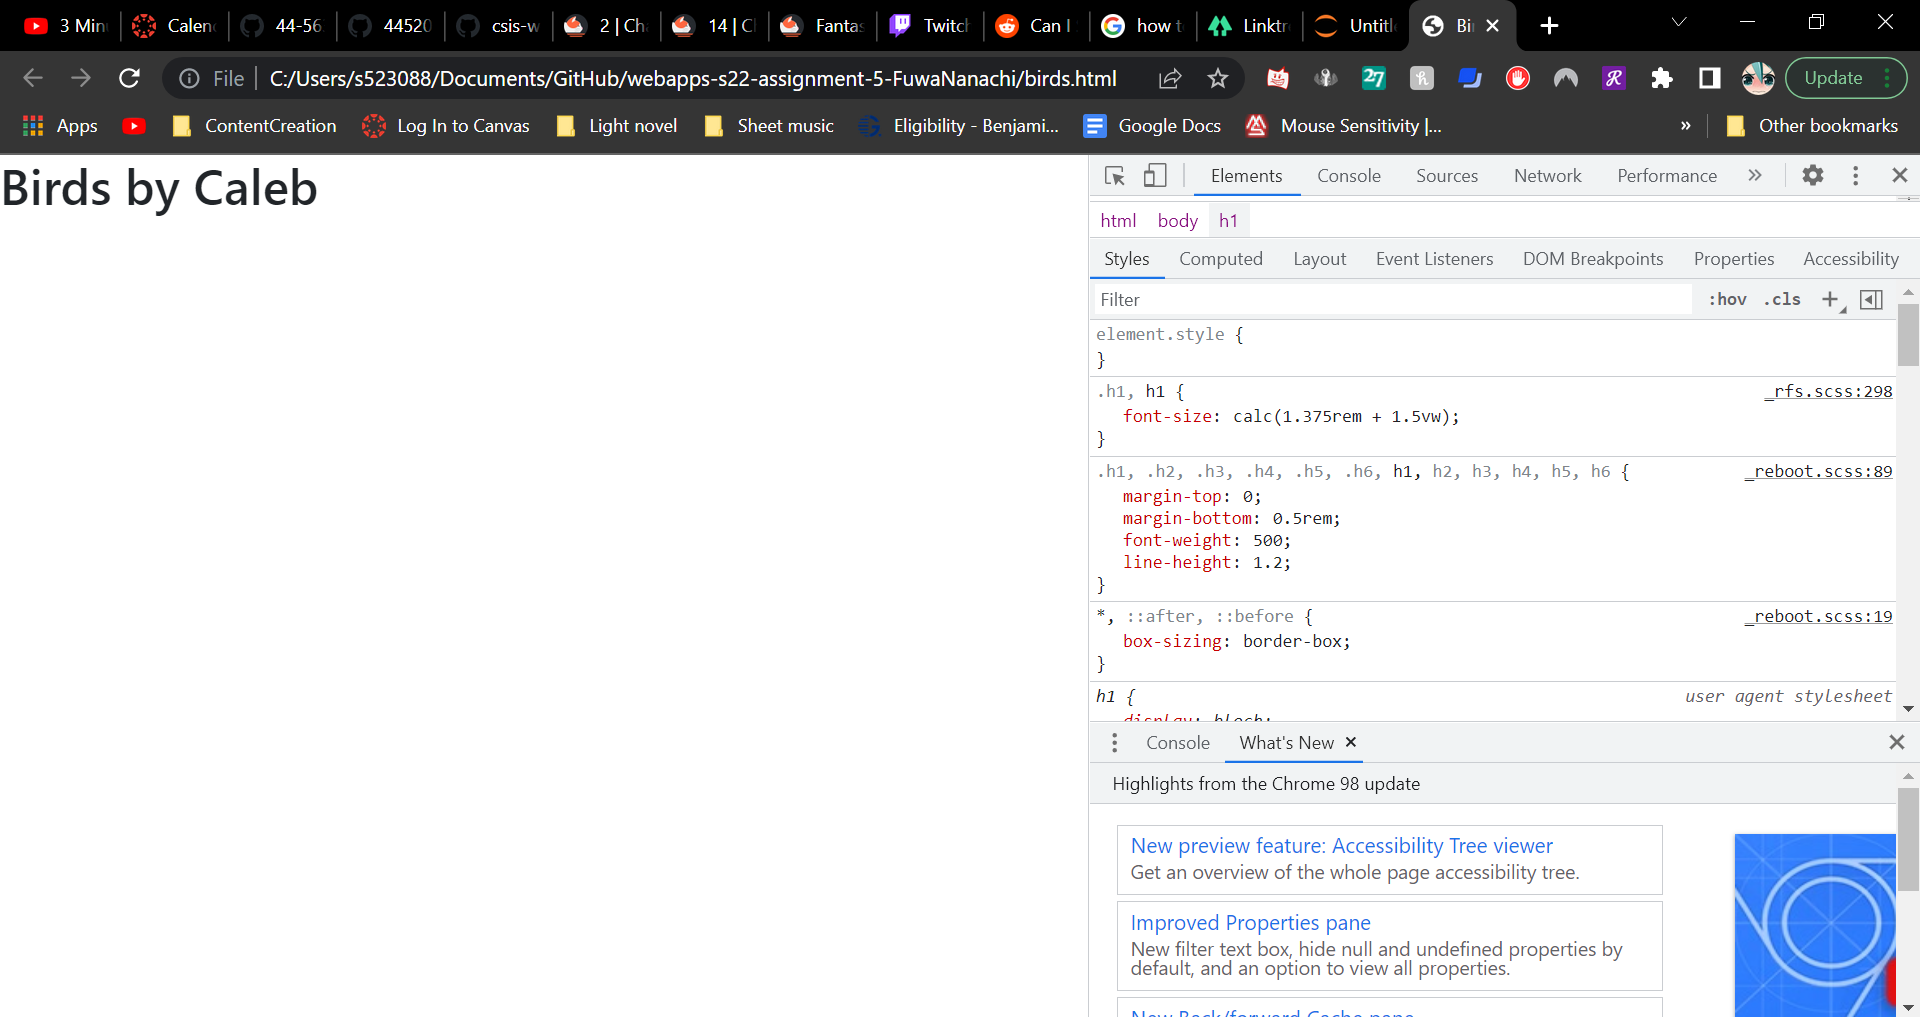 3 Min
Calen
44-56
44520
csis-w
2 | Ch
14 | Cl
Fantas
Twitch
Can I
how t
Linktr
Untitl
Bi
File
C:/Users/s523088/Documents/GitHub/webapps-s22-assignment-5-FuwaNanachi/birds.html
Update
Apps
ContentCreation
Log In to Canvas
Light novel
Sheet music
Eligibility - Benjami...
Google Docs
Mouse Sensitivity |...
»
Other bookmarks
Birds by Caleb
Elements Console Sources Network Performance »
html body h1
Styles Computed Layout Event Listeners DOM Breakpoints Properties Accessibility
Filter :hov .cls +
element.style {
}
.h1, h1 { _rfs.scss:298
font-size: calc(1.375rem + 1.5vw);
}
.h1, .h2, .h3, .h4, .h5, .h6, h1, h2, h3, h4, h5, h6 { _reboot.scss:89
margin-top: 0;
margin-bottom: 0.5rem;
font-weight: 500;
line-height: 1.2;
}
*, ::after, ::before { _reboot.scss:19
box-sizing: border-box;
}
h1 { user agent stylesheet
display: block;
Console What's New
Highlights from the Chrome 98 update
New preview feature: Accessibility Tree viewer
Get an overview of the whole page accessibility tree.
Improved Properties pane
New filter text box, hide null and undefined properties by
default, and an option to view all properties.
New Back/forward Cache pane